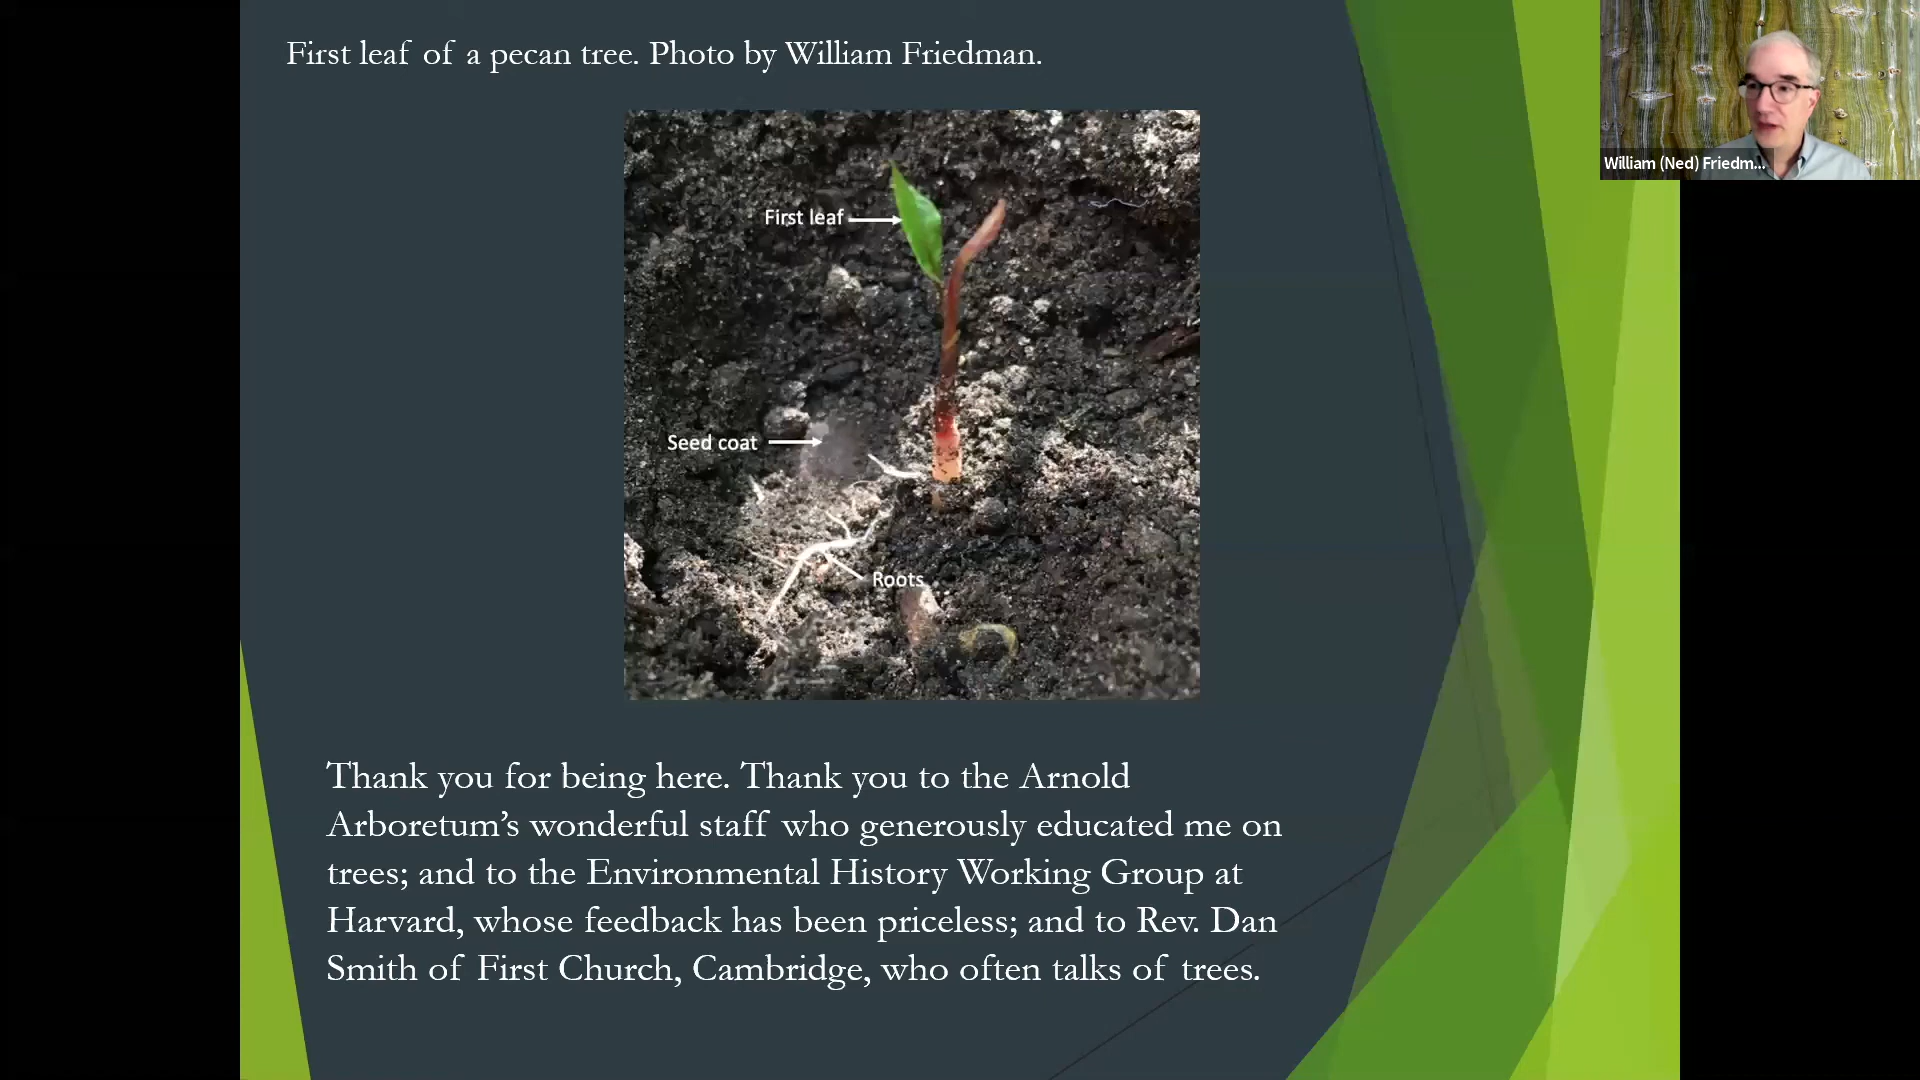 First leaf of a pecan tree. Photo by William Friedman.
William (Ned) Friedm...
First leaf
Seed coat
Roots
Thank you for being here. Thank you to the Arnold
Arboretum’s wonderful staff who generously educated me on
trees; and to the Environmental History Working Group at
Harvard, whose feedback has been priceless; and to Rev. Dan
Smith of First Church, Cambridge, who often talks of trees.